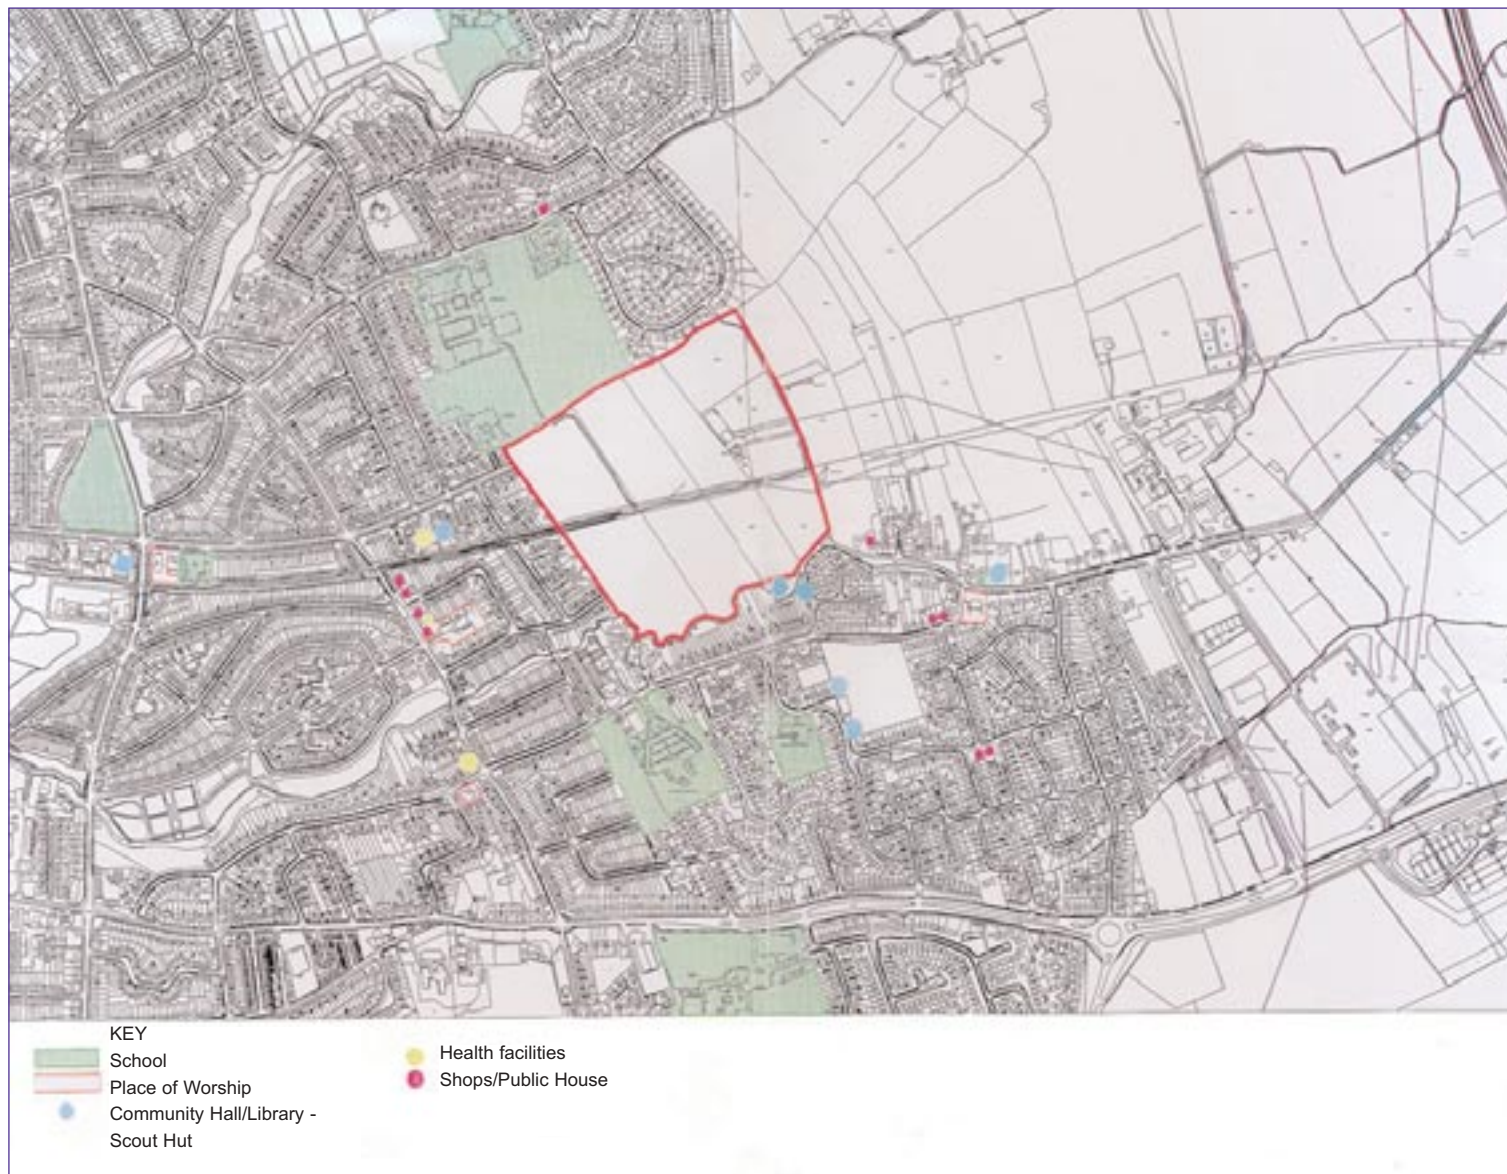 KEY
School
Place of Worship
Community Hall/Library -
Scout Hut
Health facilities
Shops/Public House